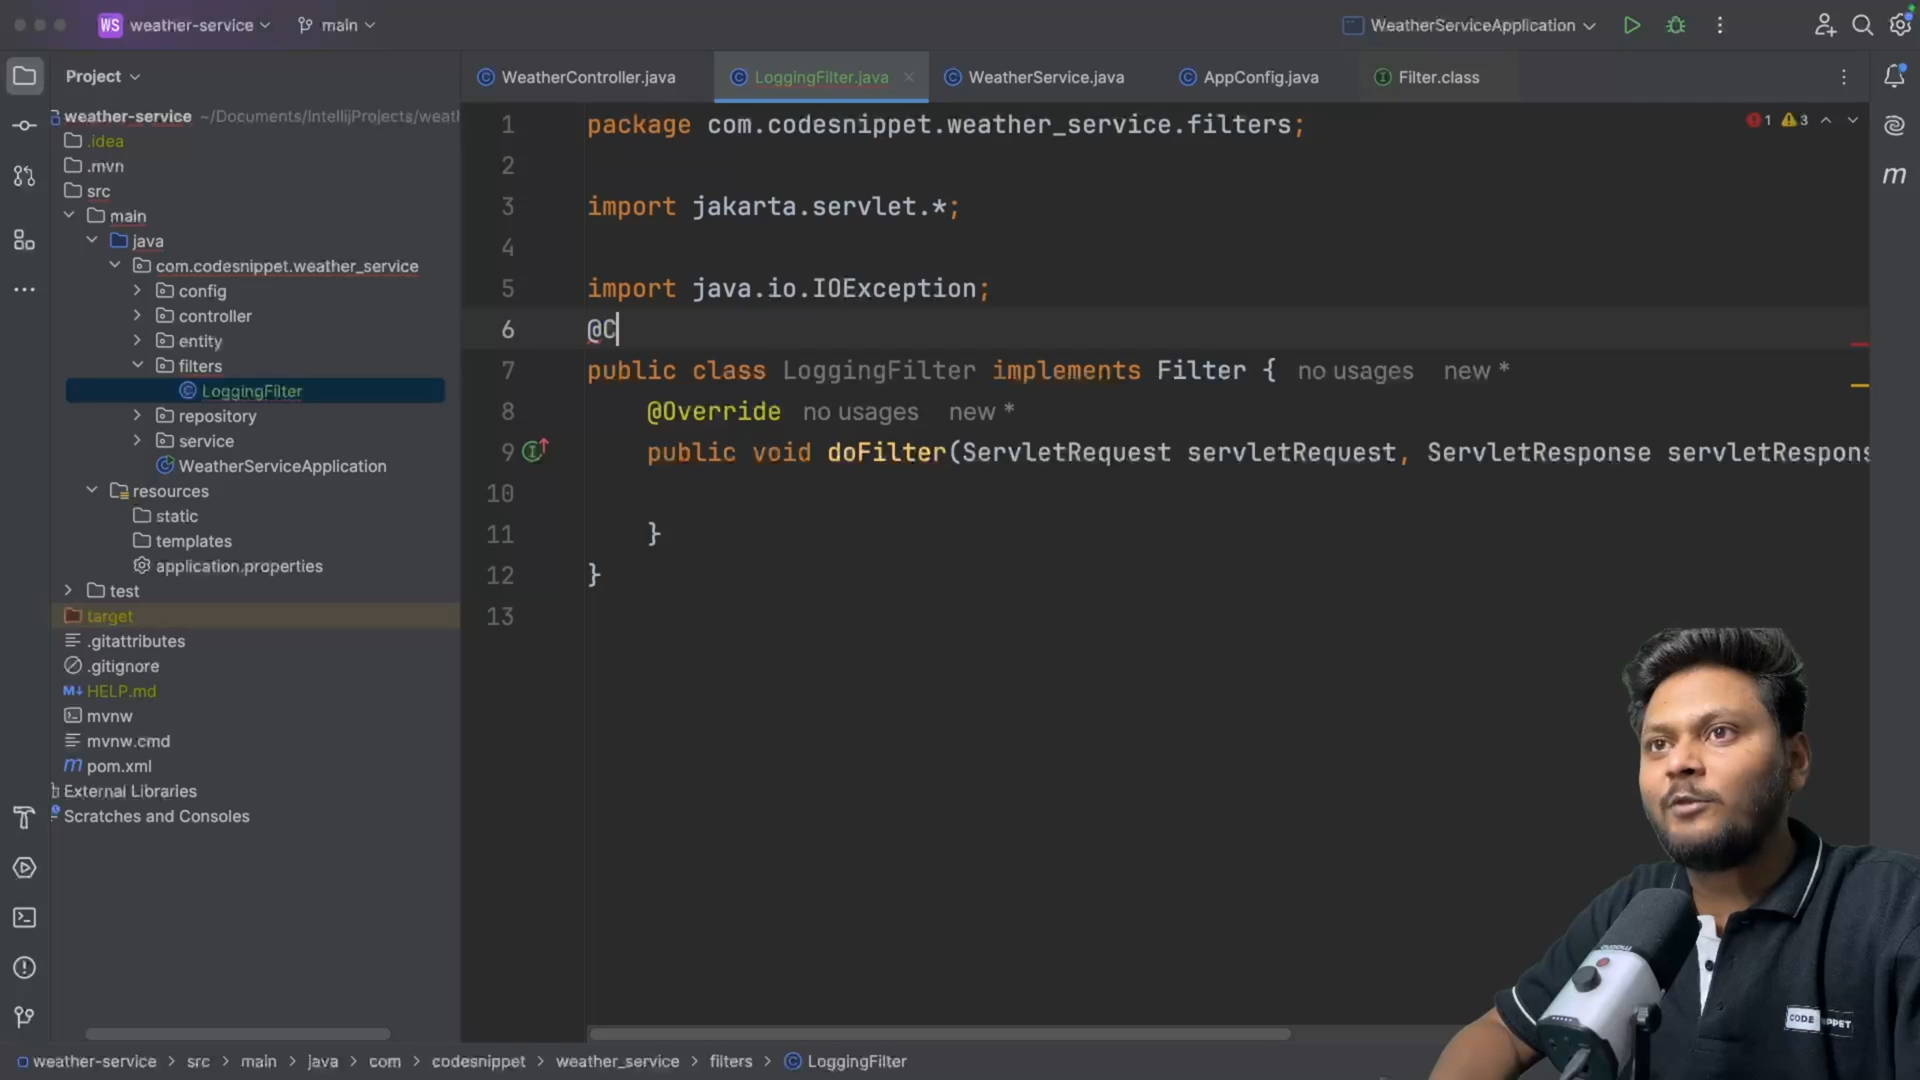 WS weather-service
main
WeatherServiceApplication
Project
WeatherController.java
LoggingFilter.java
WeatherService.java
AppConfig.java
Filter.class
weather-service ~/Documents/IntellijProjects/weatl
.idea
.mvn
src
main
java
com.codesnippet.weather_service
config
controller
entity
filters
LoggingFilter
repository
service
WeatherServiceApplication
resources
static
templates
application.properties
test
target
.gitattributes
.gitignore
M↓ HELP.md
mvnw
mvnw.cmd
m pom.xml
External Libraries
Scratches and Consoles
1 package com.codesnippet.weather_service.filters;
1 3
2
3 import jakarta.servlet.*;
4
5 import java.io.IOException;
6 @C
7 public class LoggingFilter implements Filter { no usages new *
8 @Override no usages new *
9 public void doFilter(ServletRequest servletRequest, ServletResponse servletRespons
10
11 }
12 }
13
m
CODE SNIPPET
weather-service > src > main > java > com > codesnippet > weather_service > filters > LoggingFilter